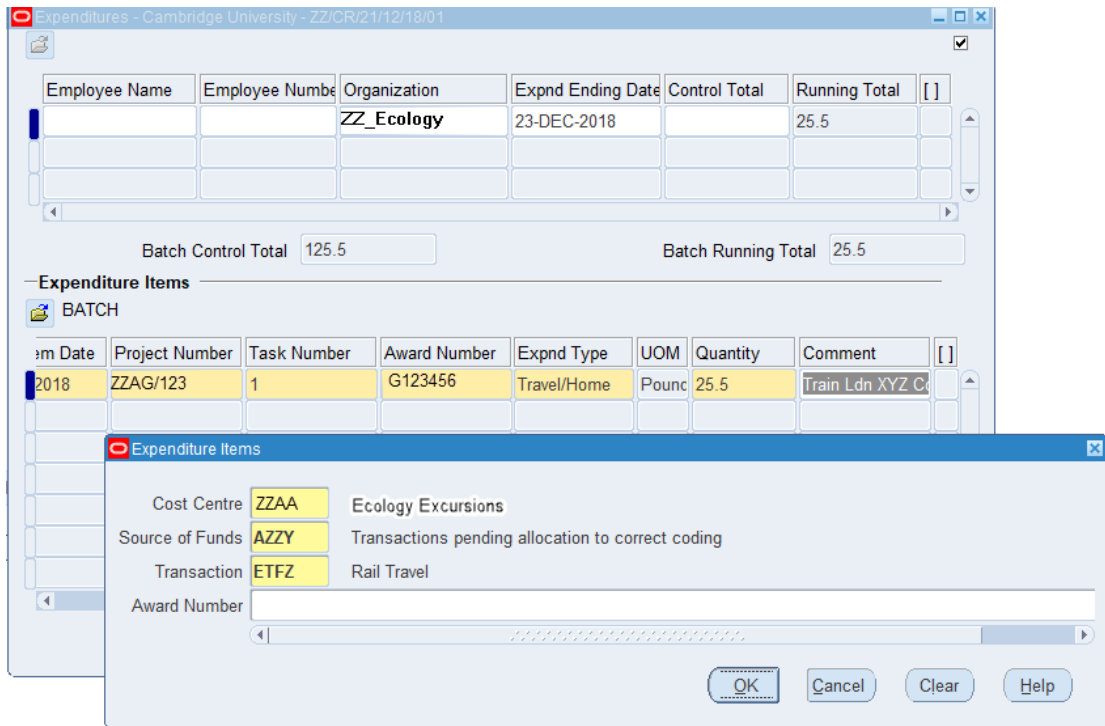 Expenditures - Cambridge University - ZZ/CR/21/12/18/01
Employee Name Employee Numbe Organization Expnd Ending Date Control Total Running Total [ ]
ZZ_Ecology 23-DEC-2018 25.5
Batch Control Total 125.5 Batch Running Total 25.5
Expenditure Items
BATCH
em Date Project Number Task Number Award Number Expnd Type UOM Quantity Comment [ ]
2018 ZZAG/123 1 G123456 Travel/Home Pounc 25.5 Train Ldn XYZ Co
Expenditure Items
Cost Centre ZZAA Ecology Excursions
Source of Funds AZZY Transactions pending allocation to correct coding
Transaction ETFZ Rail Travel
Award Number
OK Cancel Clear Help